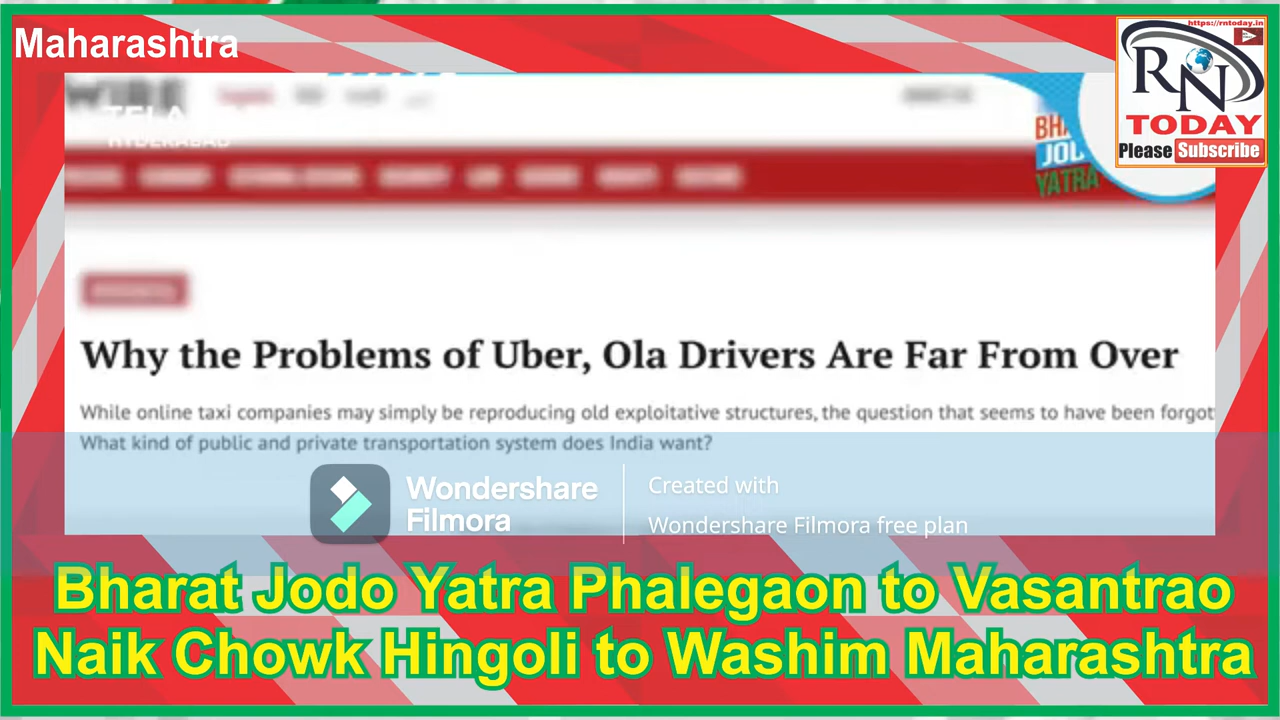 Maharashtra
https://rntoday.in
RN
TODAY
Please Subscribe
WIRE
HYDERABAD
JOD
YATRA
Why the Problems of Uber, Ola Drivers Are Far From Over
While online taxi companies may simply be reproducing old exploitative structures, the question that seems to have been forgot
What kind of public and private transportation system does India want?
Wondershare
Filmora
Created with
Wondershare Filmora free plan
Bharat Jodo Yatra Phalegaon to Vasantrao
Naik Chowk Hingoli to Washim Maharashtra